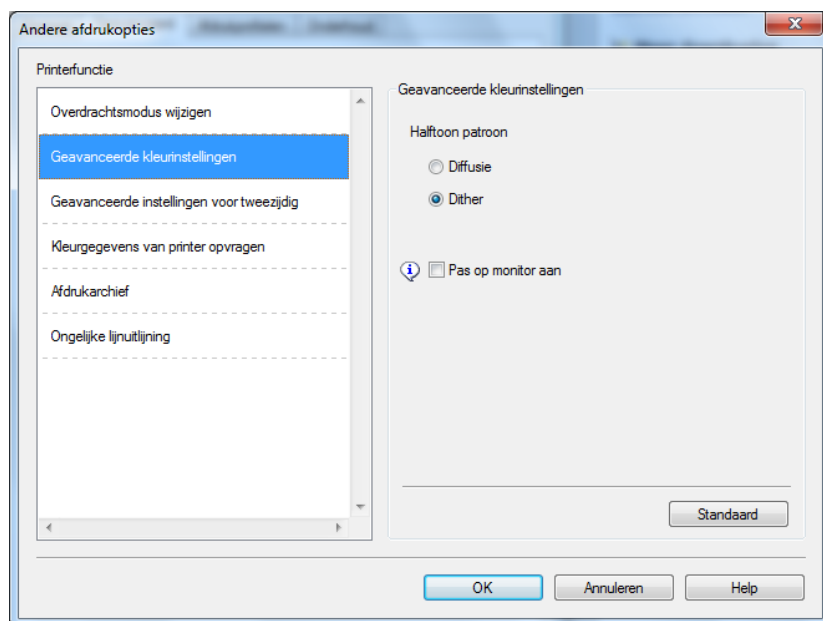 Andere afdrukopties
Printerfunctie
Overdrachtsmodus wijzigen
Geavanceerde kleurinstellingen
Geavanceerde instellingen voor tweezijdig
Kleurgegevens van printer opvragen
Afdrukarchief
Ongelijke lijnuitlijning
Geavanceerde kleurinstellingen
Halftoon patroon
Diffusie
Dither
Pas op monitor aan
Standaard
OK
Annuleren
Help